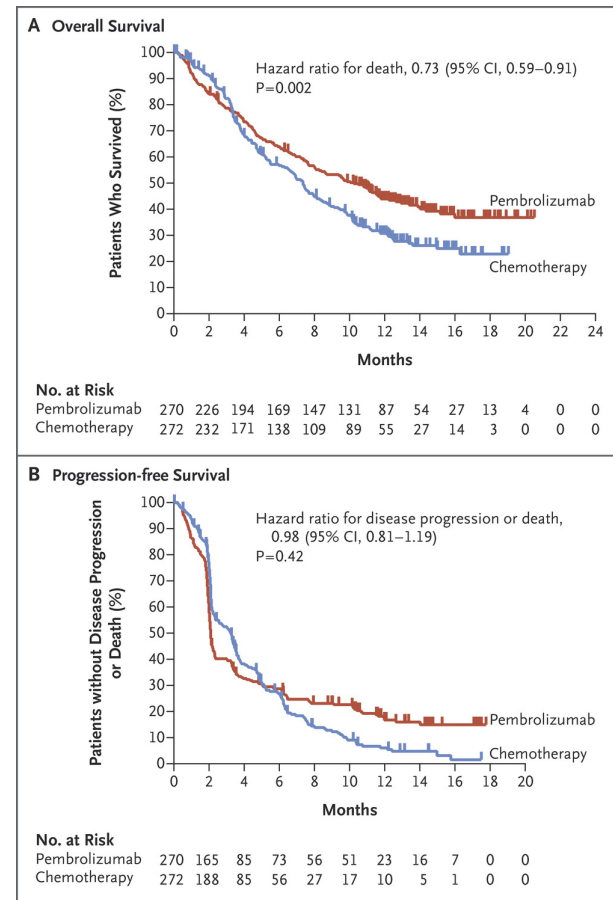 A Overall Survival
Patients Who Survived (%)
100
90
80
70
60
50
40
30
20
10
0
Hazard ratio for death, 0.73 (95% CI, 0.59–0.91)
P=0.002
Pembrolizumab
Chemotherapy
0 2 4 6 8 10 12 14 16 18 20 22 24
Months
No. at Risk
Pembrolizumab 270 226 194 169 147 131 87 54 27 13 4 0 0
Chemotherapy 272 232 171 138 109 89 55 27 14 3 0 0 0
B Progression-free Survival
Patients without Disease Progression
or Death (%)
100
90
80
70
60
50
40
30
20
10
0
Hazard ratio for disease progression or death,
0.98 (95% CI, 0.81–1.19)
P=0.42
Pembrolizumab
Chemotherapy
0 2 4 6 8 10 12 14 16 18 20
Months
No. at Risk
Pembrolizumab 270 165 85 73 56 51 23 16 7 0 0
Chemotherapy 272 188 85 56 27 17 10 5 1 0 0